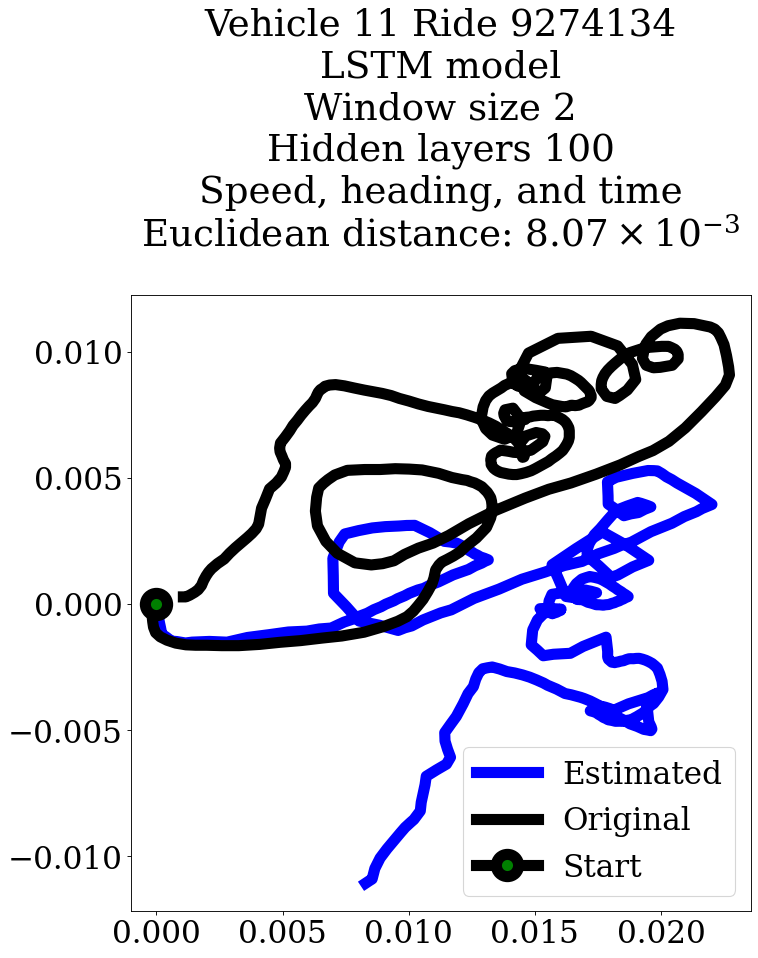 Vehicle 11 Ride 9274134
LSTM model
Window size 2
Hidden layers 100
Speed, heading, and time
Euclidean distance: 8.07 × 10⁻³
0.010
0.005
0.000
−0.005
−0.010
Estimated
Original
Start
0.000 0.005 0.010 0.015 0.020